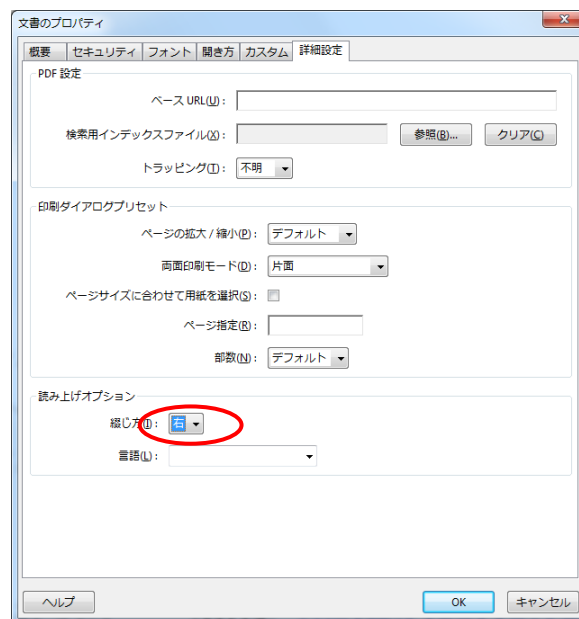 文書のプロパティ
概要 セキュリティ フォント 開き方 カスタム 詳細設定
PDF 設定
ベース URL(U):
検索用インデックスファイル(X): 参照(B)... クリア(C)
トラッピング(T): 不明
印刷ダイアログプリセット
ページの拡大 / 縮小(P): デフォルト
両面印刷モード(D): 片面
ページサイズに合わせて用紙を選択(S):
ページ指定(R):
部数(N): デフォルト
読み上げオプション
綴じ方(I): 右
言語(L):
ヘルプ OK キャンセル